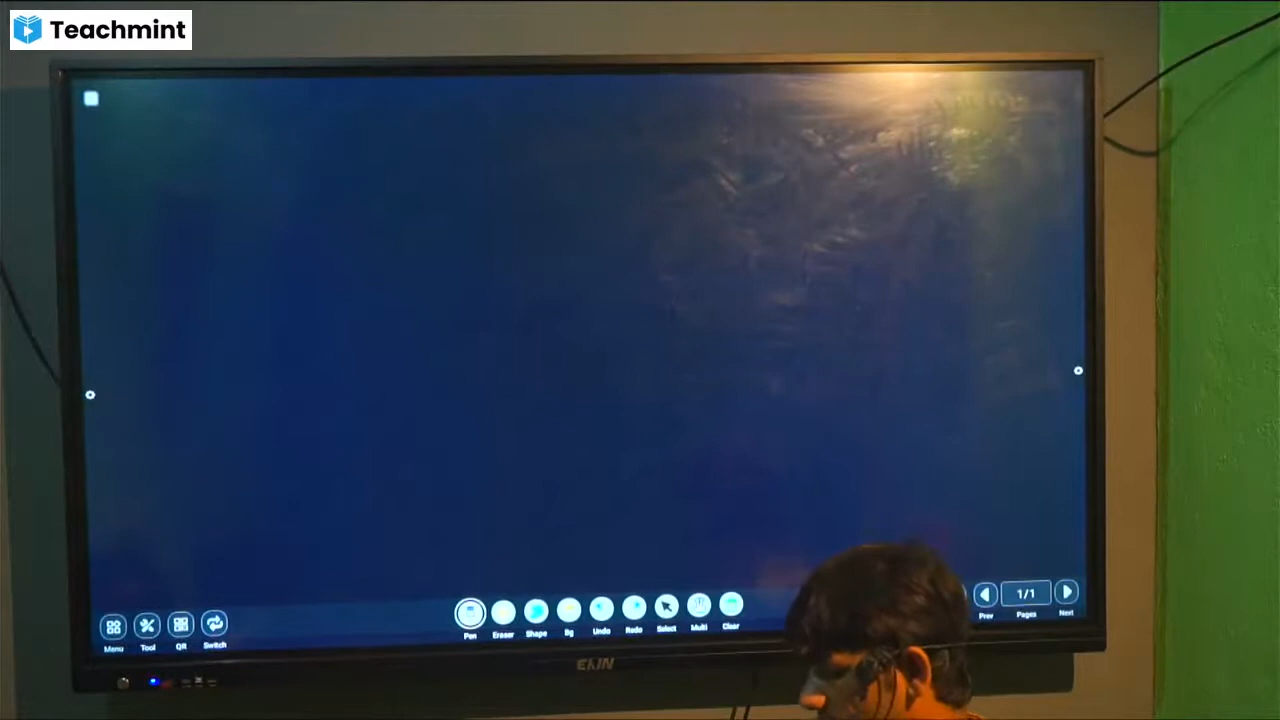 Teachmint
Menu Tool QR Switch
Pen Eraser Shape Bg Undo Redo Select Multi Clear
Prev 1/1 Pages Next